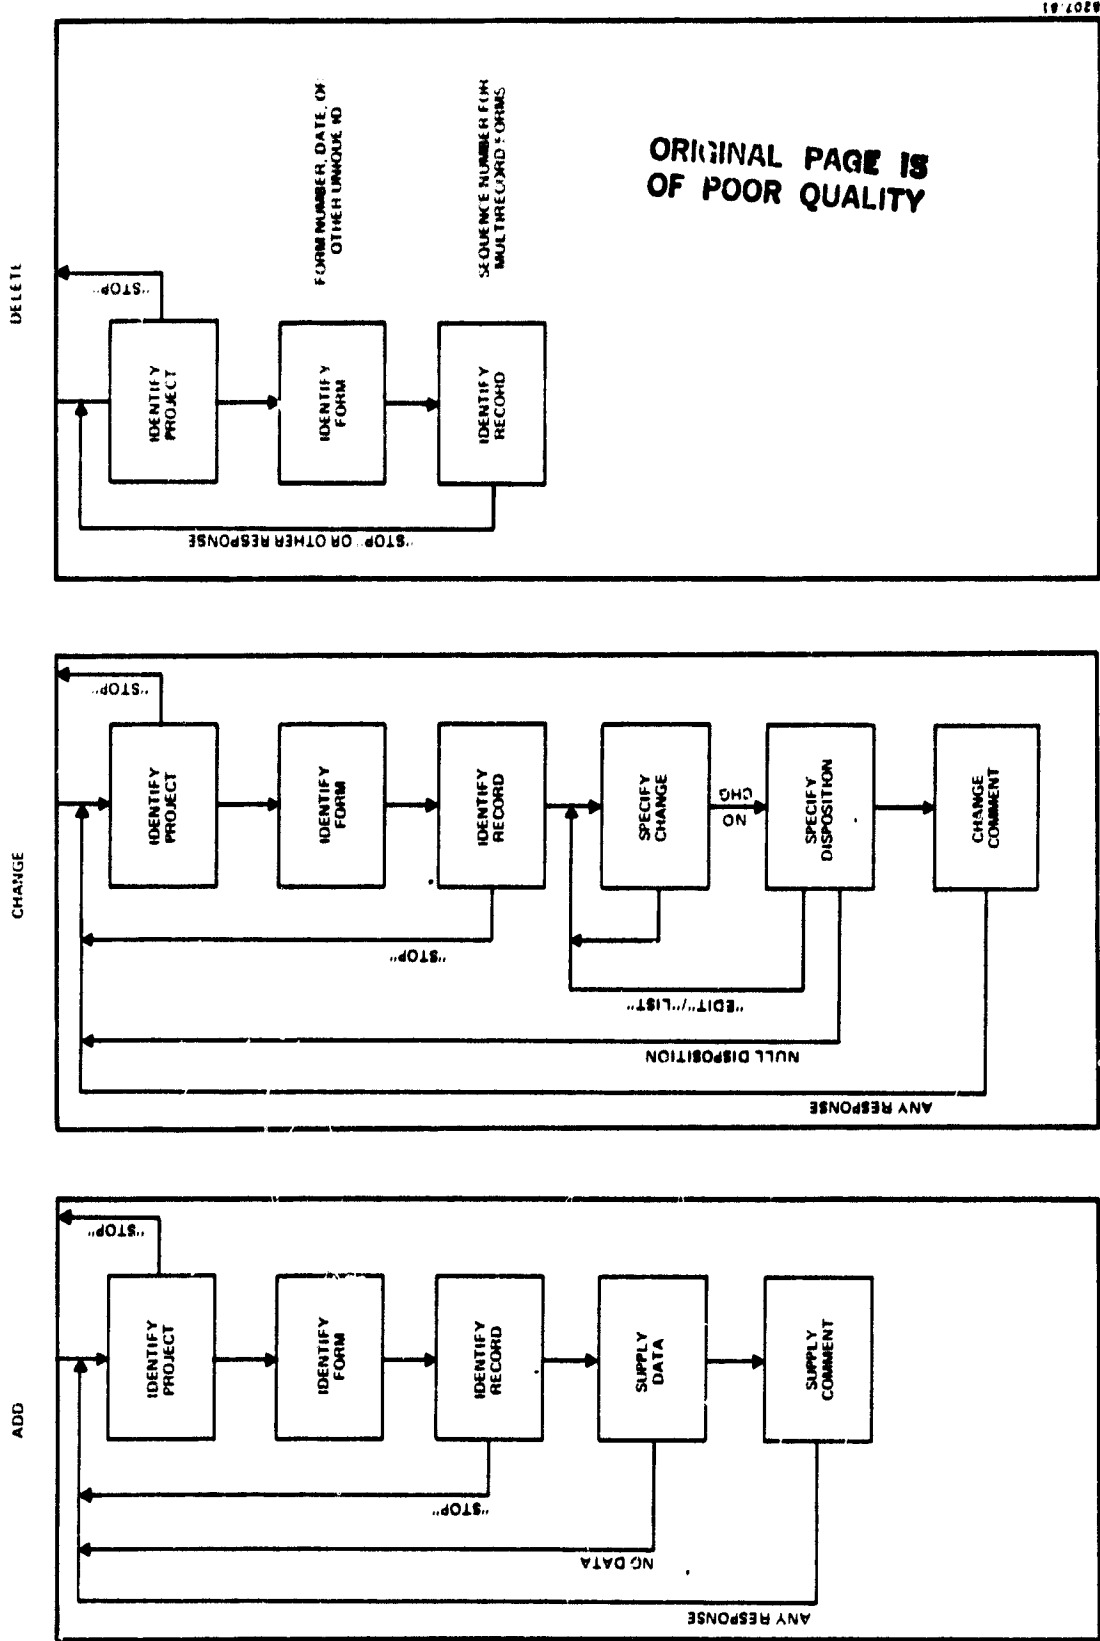 ADD
IDENTIFY
PROJECT
"STOP"
IDENTIFY
FORM
IDENTIFY
RECORD
"STOP"
SUPPLY
DATA
NO DATA
SUPPLY
COMMENT
ANY RESPONSE
CHANGE
IDENTIFY
PROJECT
"STOP"
IDENTIFY
FORM
IDENTIFY
RECORD
"STOP"
SPECIFY
CHANGE
NO
CHG
SPECIFY
DISPOSITION
"EDIT"/"LIST"
NULL DISPOSITION
CHANGE
COMMENT
ANY RESPONSE
DELETE
IDENTIFY
PROJECT
"STOP"
IDENTIFY
FORM
FORM NUMBER, DATE, OR
OTHER UNIQUE ID
IDENTIFY
RECORD
SEQUENCE NUMBER FOR
MULTIRECORD FORMS
"STOP" OR OTHER RESPONSE
ORIGINAL PAGE IS
OF POOR QUALITY